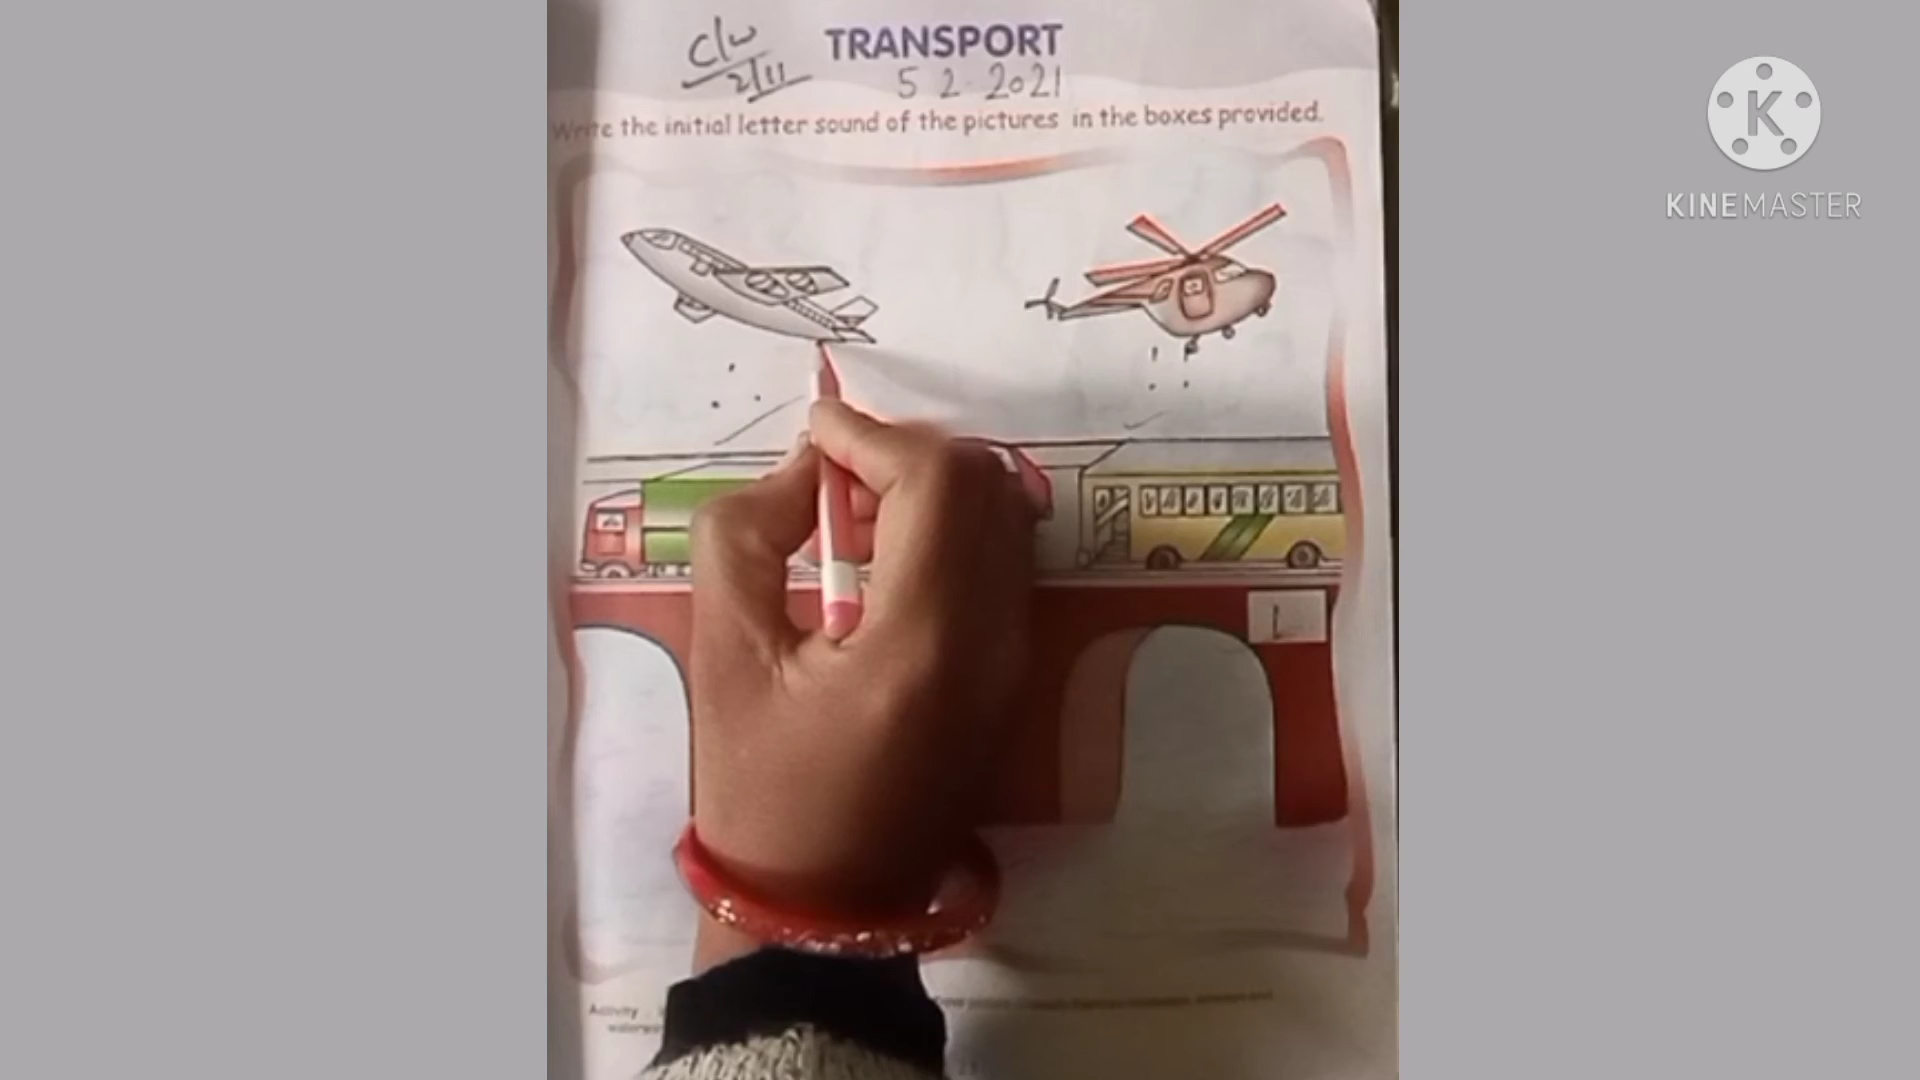 C/w
2/11
TRANSPORT
5 2 2021
Write the initial letter sound of the pictures in the boxes provided.
KINEMASTER
L
Activity